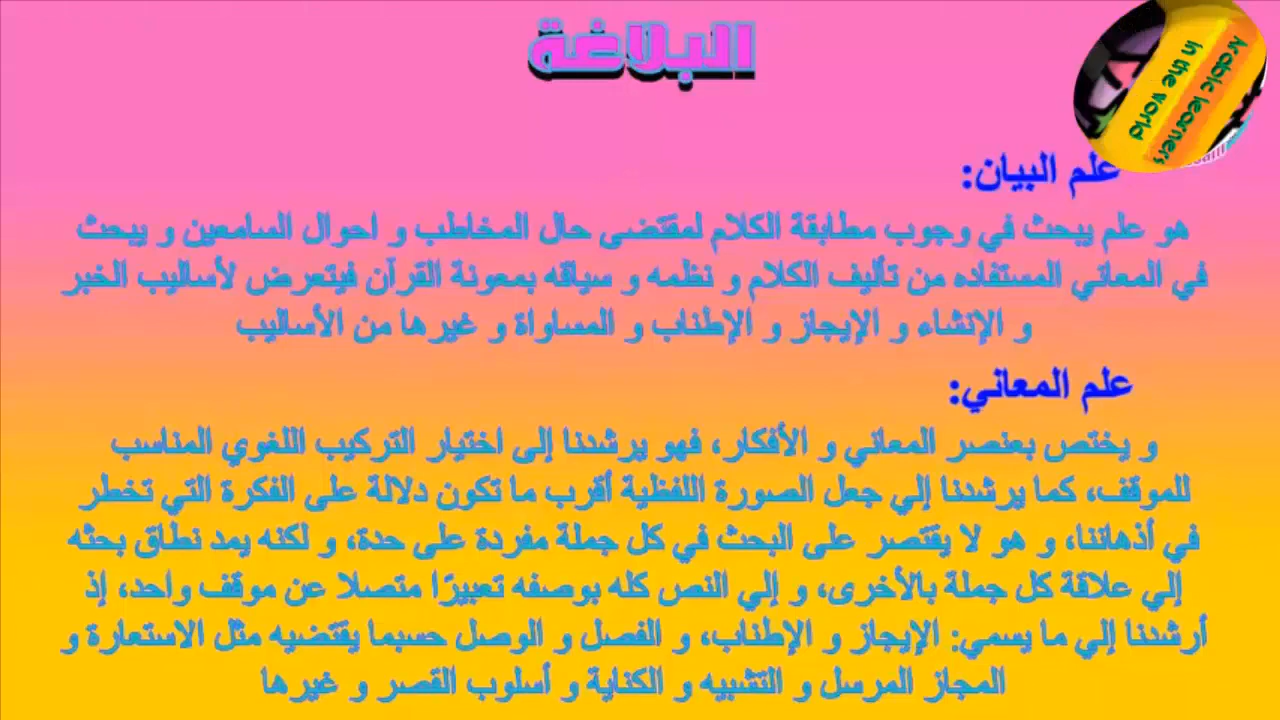 البلاغة
Arabic learners
in the world
علم البيان:
هو علم يبحث في وجوب مطابقة الكلام لمقتضى حال المخاطب و احوال السامعين و يبحث
في المعاني المستفاده من تأليف الكلام و نظمه و سياقه بمعونة القرآن فيتعرض لأساليب الخبر
و الإنشاء و الإيجاز و الإطناب و المساواة و غيرها من الأساليب
علم المعاني:
و يختص بعنصر المعاني و الأفكار، فهو يرشدنا إلى اختيار التركيب اللغوي المناسب
للموقف، كما يرشدنا إلي جعل الصورة اللفظية أقرب ما تكون دلالة على الفكرة التي تخطر
في أذهاننا، و هو لا يقتصر على البحث في كل جملة مفردة على حدة، و لكنه يمد نطاق بحثه
إلي علاقة كل جملة بالأخرى، و إلي النص كله بوصفه تعبيرًا متصلا عن موقف واحد، إذ
أرشدنا إلي ما يسمي: الإيجاز و الإطناب، و الفصل و الوصل حسبما يقتضيه مثل الاستعارة و
المجاز المرسل و التشبيه و الكناية و أسلوب القصر و غيرها